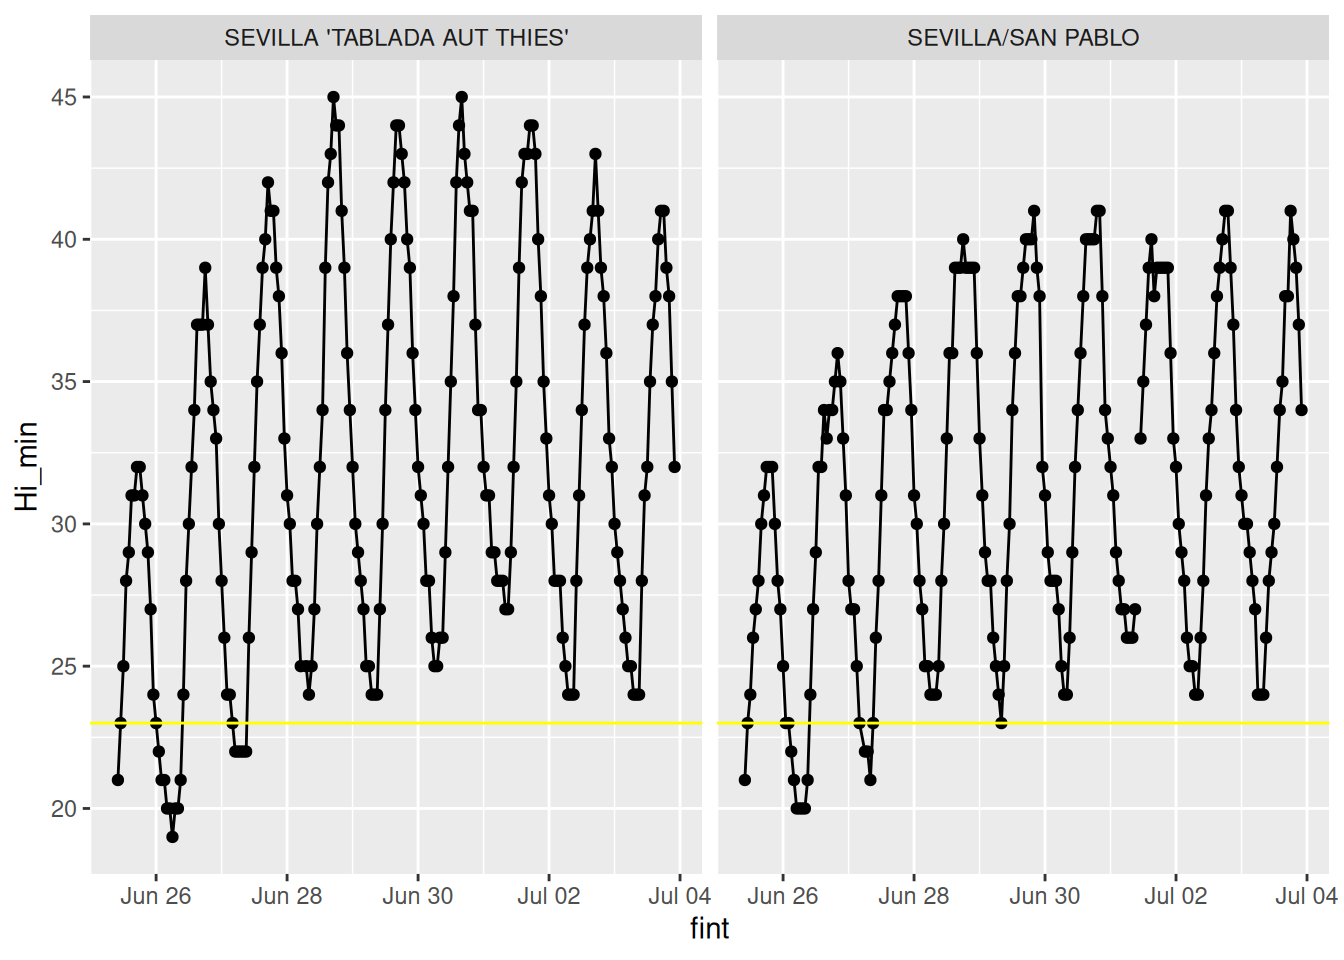 SEVILLA 'TABLADA AUT THIES'
SEVILLA/SAN PABLO
Hi_min
45
40
35
30
25
20
Jun 26 Jun 28 Jun 30 Jul 02 Jul 04
Jun 26 Jun 28 Jun 30 Jul 02 Jul 04
fint